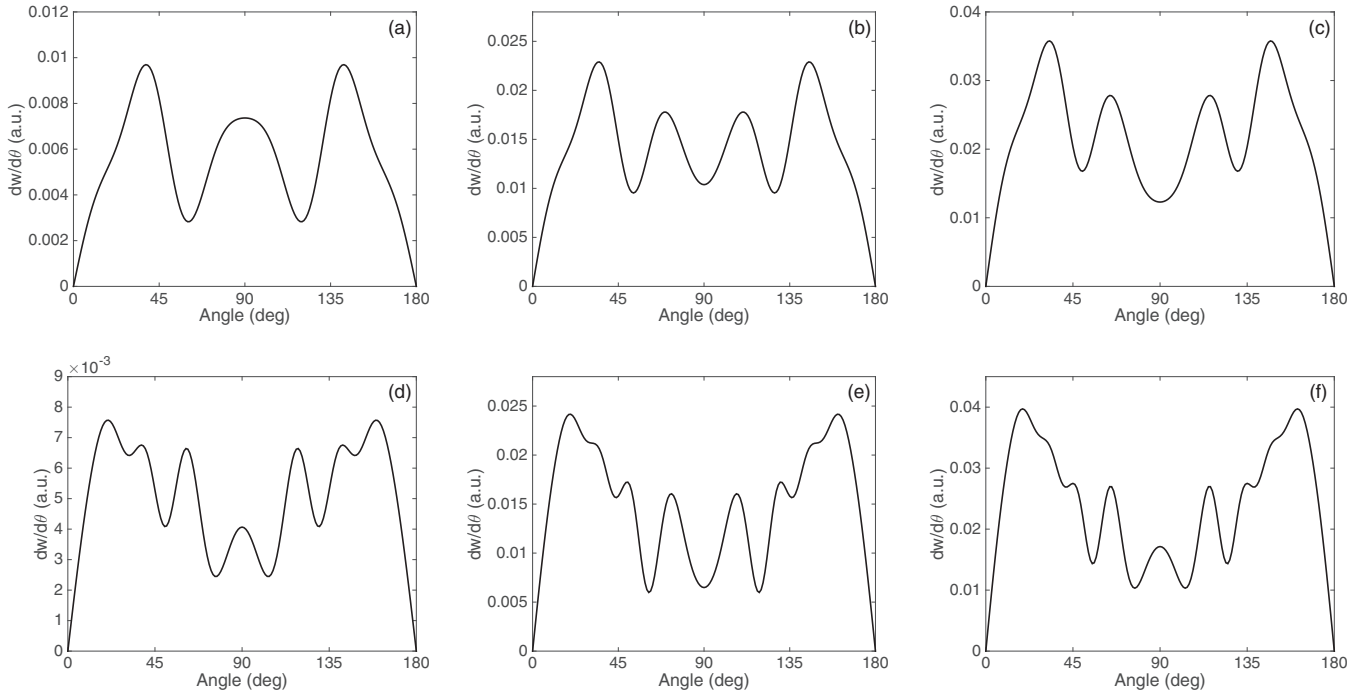 (a)
dw/dθ (a.u.)
0.012
0.01
0.008
0.006
0.004
0.002
0
0 45 90 135 180
Angle (deg)
(b)
dw/dθ (a.u.)
0.025
0.02
0.015
0.01
0.005
0
0 45 90 135 180
Angle (deg)
(c)
dw/dθ (a.u.)
0.04
0.03
0.02
0.01
0
0 45 90 135 180
Angle (deg)
(d)
×10⁻³
dw/dθ (a.u.)
9
8
7
6
5
4
3
2
1
0
0 45 90 135 180
Angle (deg)
(e)
dw/dθ (a.u.)
0.025
0.02
0.015
0.01
0.005
0
0 45 90 135 180
Angle (deg)
(f)
dw/dθ (a.u.)
0.04
0.03
0.02
0.01
0
0 45 90 135 180
Angle (deg)